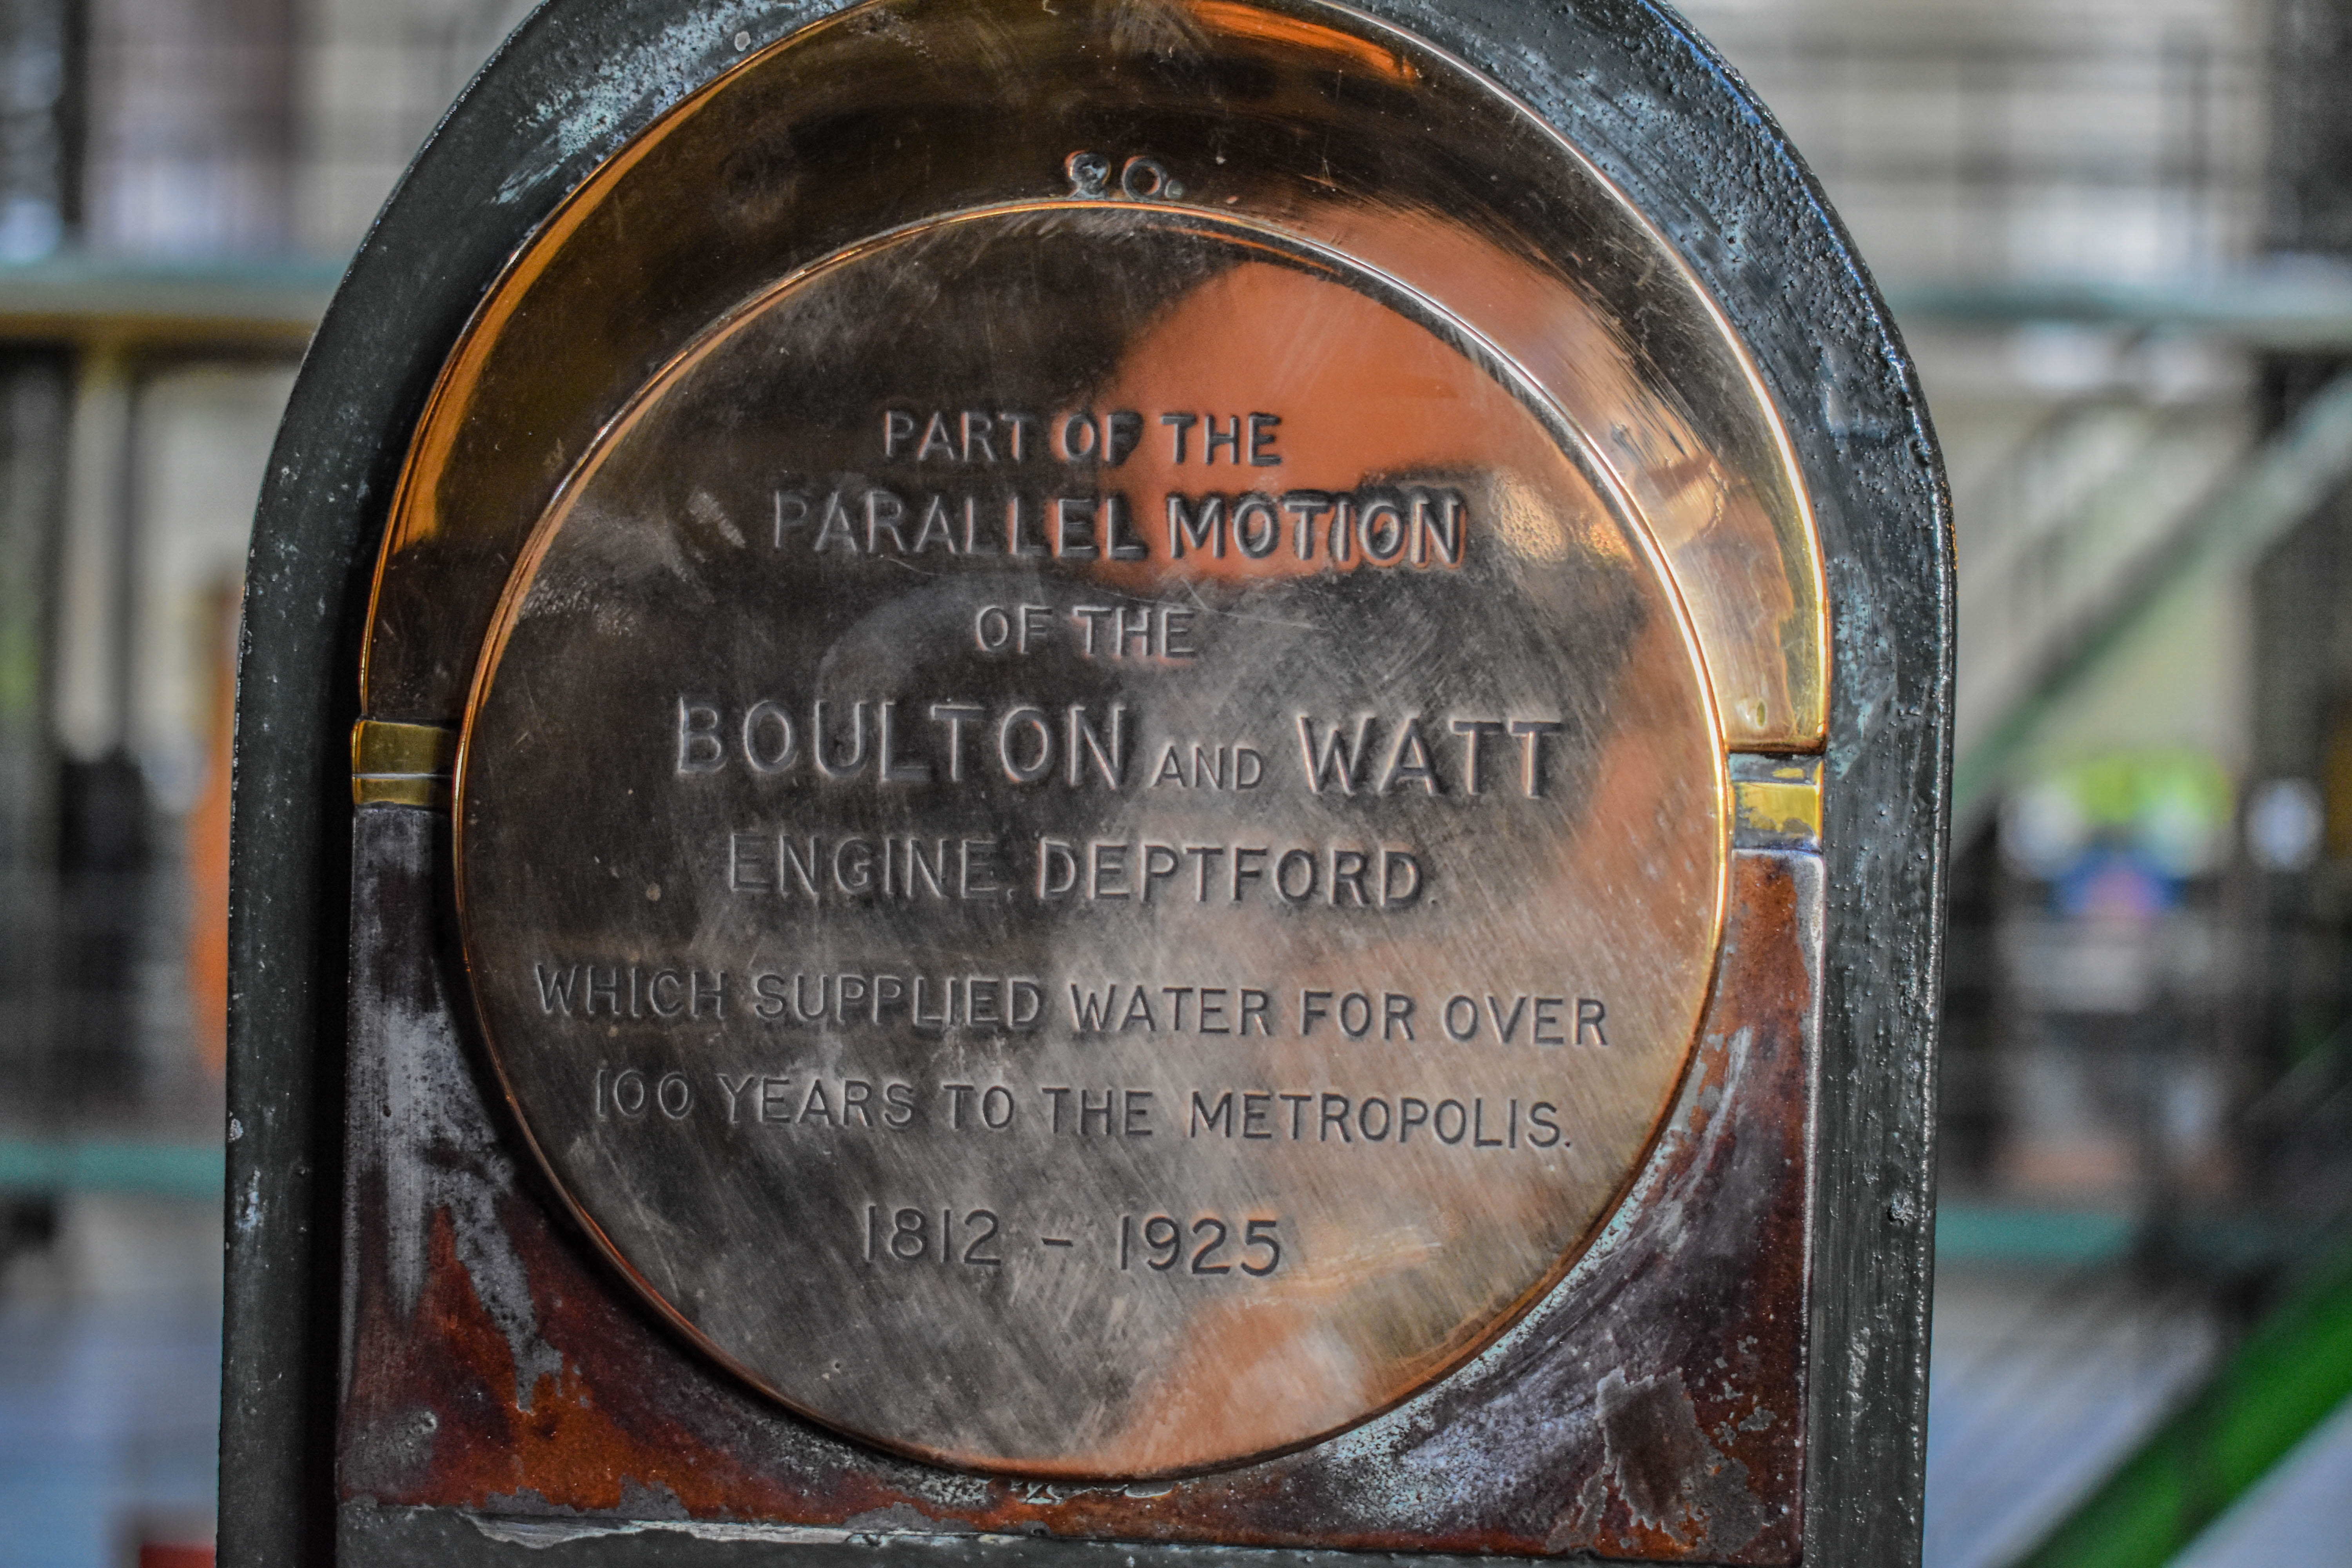 PART OF THE
PARALLEL MOTION
OF THE
BOULTON AND WATT
ENGINE, DEPTFORD.
WHICH SUPPLIED WATER FOR OVER
100 YEARS TO THE METROPOLIS.
1812 - 1925